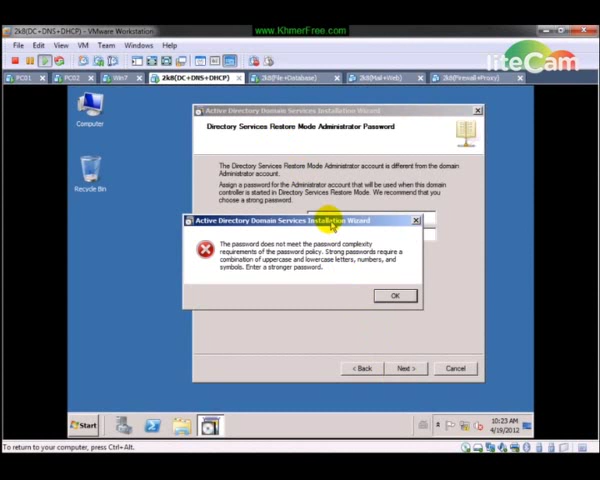 www.KhmerFree.com
2k8(DC+DNS+DHCP) - VMware Workstation
File Edit View VM Team Windows Help
PC01 PC02 Win7 2k8(DC+DNS+DHCP) 2k8(File+Database) 2k8(Mail+Web) 2k8(Firewall+Proxy)
liteCam
Computer
Recycle Bin
Active Directory Domain Services Installation Wizard
Directory Services Restore Mode Administrator Password
The Directory Services Restore Mode Administrator account is different from the domain
Administrator account.
Assign a password for the Administrator account that will be used when this domain
controller is started in Directory Services Restore Mode. We recommend that you
choose a strong password.
Active Directory Domain Services Installation Wizard
The password does not meet the password complexity
requirements of the password policy. Strong passwords require a
combination of uppercase and lowercase letters, numbers, and
symbols. Enter a stronger password.
OK
< Back Next > Cancel
Start
10:23 AM
4/19/2012
To return to your computer, press Ctrl+Alt.